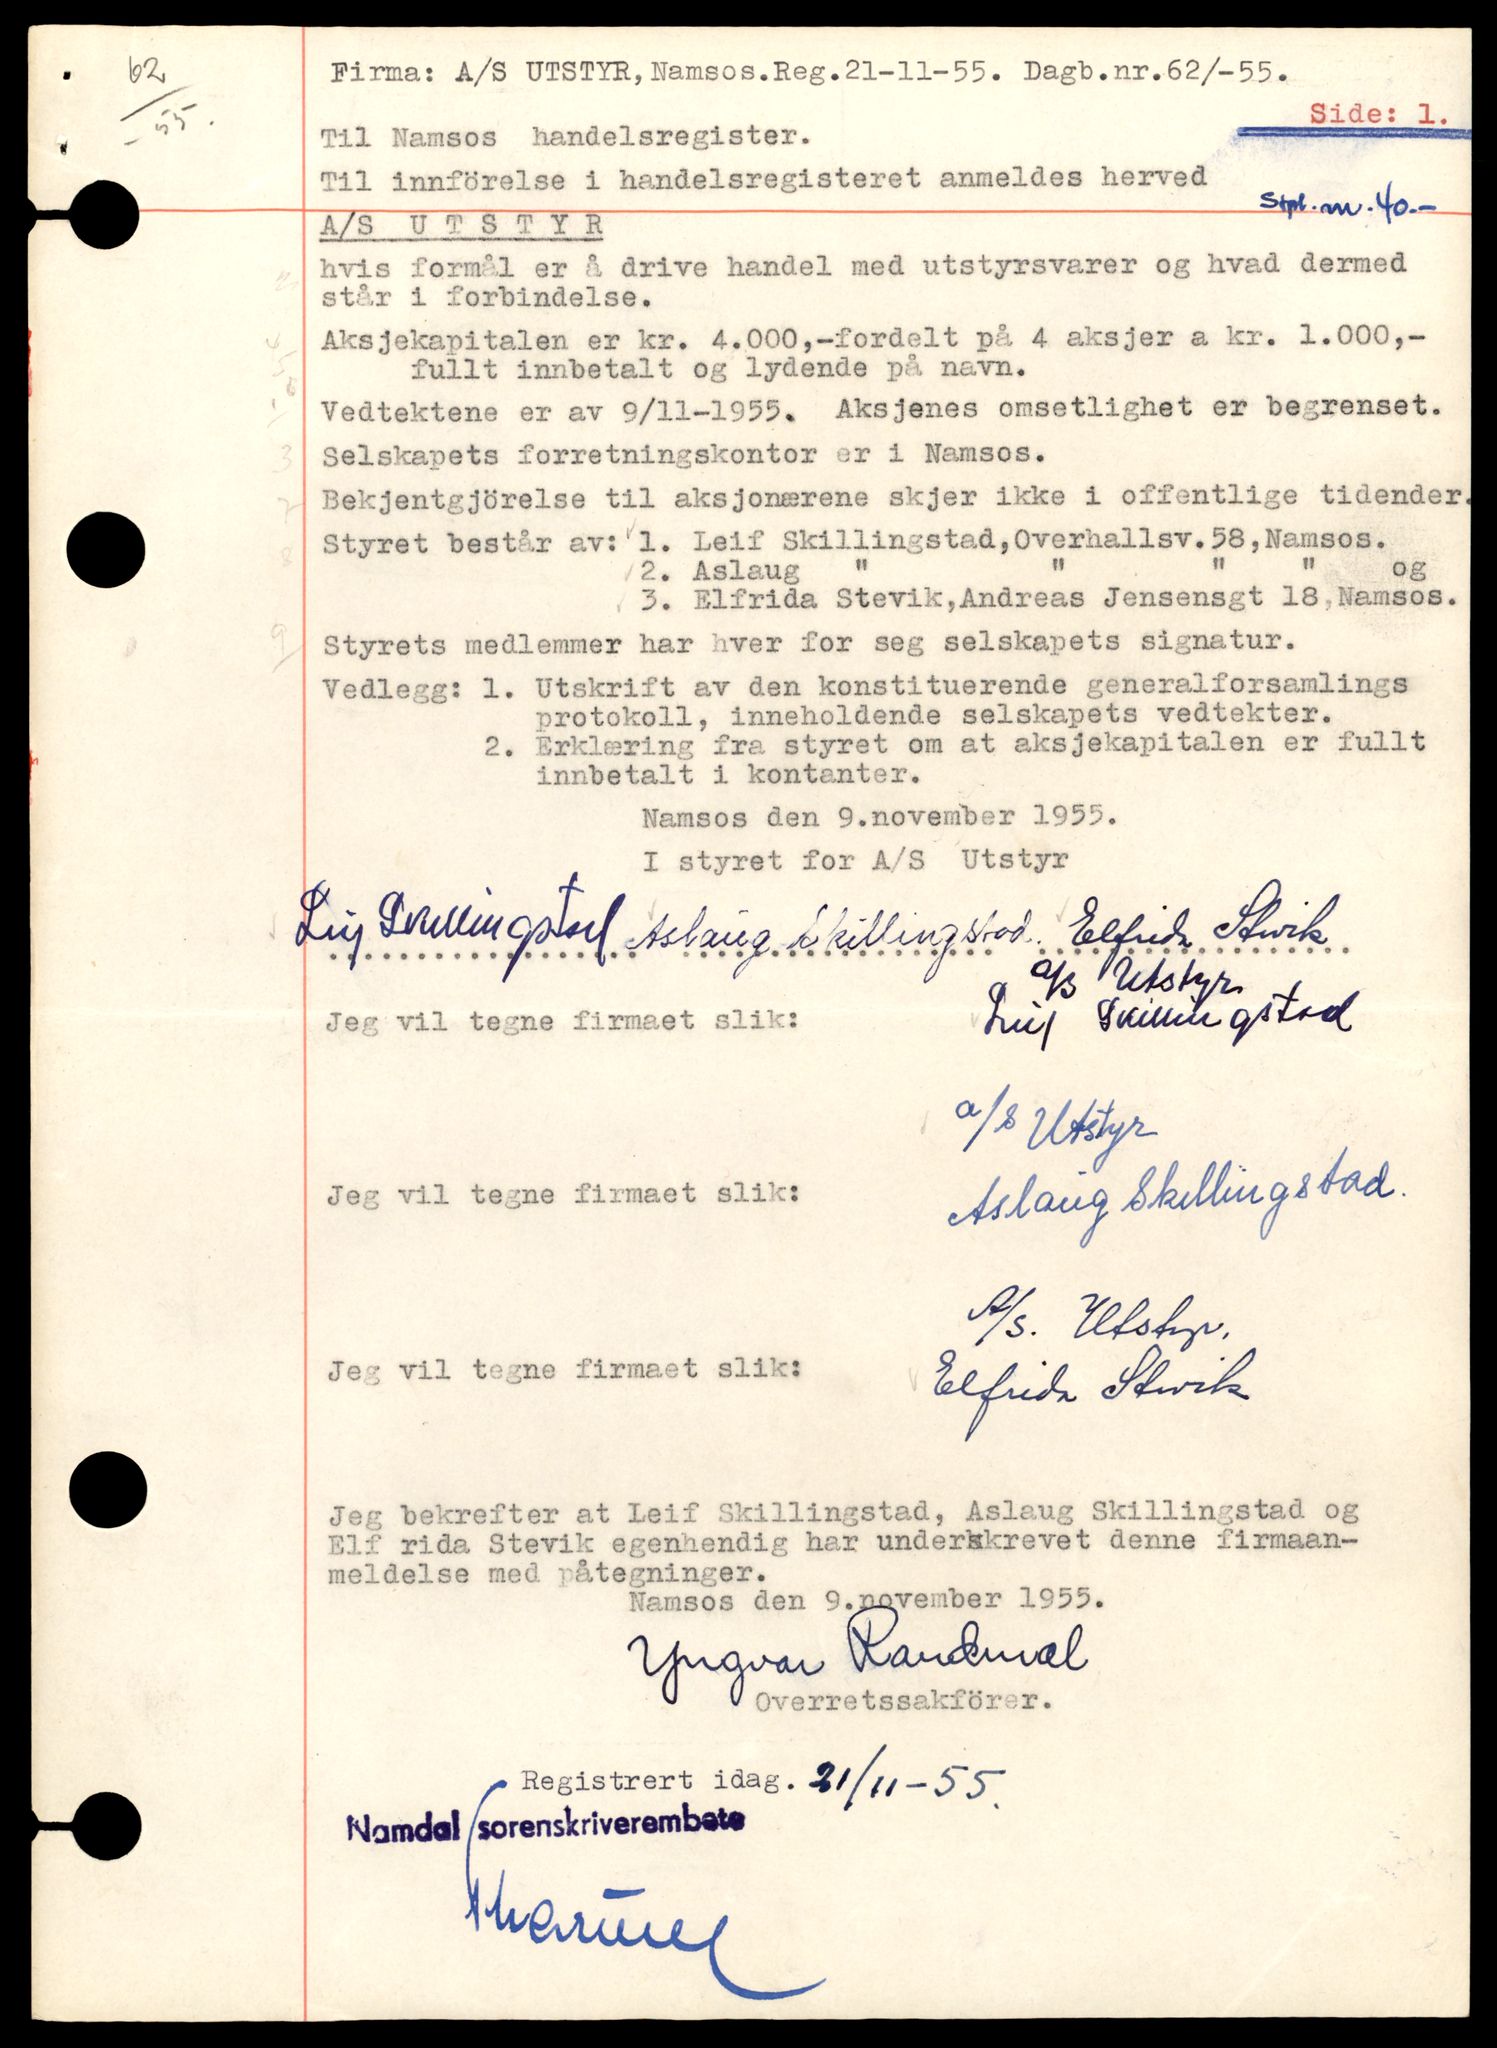 62
-55.
Firma: A/S UTSTYR, Namsos.Reg.21-11-55. Dagb.nr.62/-55.
Side: 1.
Til Namsos handelsregister.
Til innförelse i handelsregisteret anmeldes herved
Stpl. m. 40.-
A/S U T S T Y R
hvis formål er å drive handel med utstyrsvarer og hvad dermed
står i forbindelse.
Aksjekapitalen er kr. 4.000,-fordelt på 4 aksjer a kr. 1.000,-
fullt innbetalt og lydende på navn.
Vedtektene er av 9/11-1955. Aksjenes omsetlighet er begrenset.
Selskapets forretningskontor er i Namsos.
Bekjentgjörelse til aksjonærene skjer ikke i offentlige tidender.
Styret består av: 1. Leif Skillingstad,Overhallsv.58,Namsos.
2. Aslaug " " " " og
3. Elfrida Stevik,Andreas Jensensgt 18,Namsos.
Styrets medlemmer har hver for seg selskapets signatur.
Vedlegg: 1. Utskrift av den konstituerende generalforsamlings
protokoll, inneholdende selskapets vedtekter.
2. Erklæring fra styret om at aksjekapitalen er fullt
innbetalt i kontanter.
Namsos den 9.november 1955.
I styret for A/S Utstyr
Leif Skillingstad Aslaug Skillingstad. Elfrida Stevik
a/s Utstyr
Jeg vil tegne firmaet slik: Leif Skillingstad
a/s Utstyr
Jeg vil tegne firmaet slik: Aslaug Skillingstad.
A/s. Utstyr.
Jeg vil tegne firmaet slik: Elfrida Stevik
Jeg bekrefter at Leif Skillingstad, Aslaug Skillingstad og
Elf rida Stevik egenhendig har underskrevet denne firmaan-
meldelse med påtegninger.
Namsos den 9.november 1955.
Yngvar
Overretssakförer.
Registrert idag. 21/11-55.
Namdal sorenskriverembete